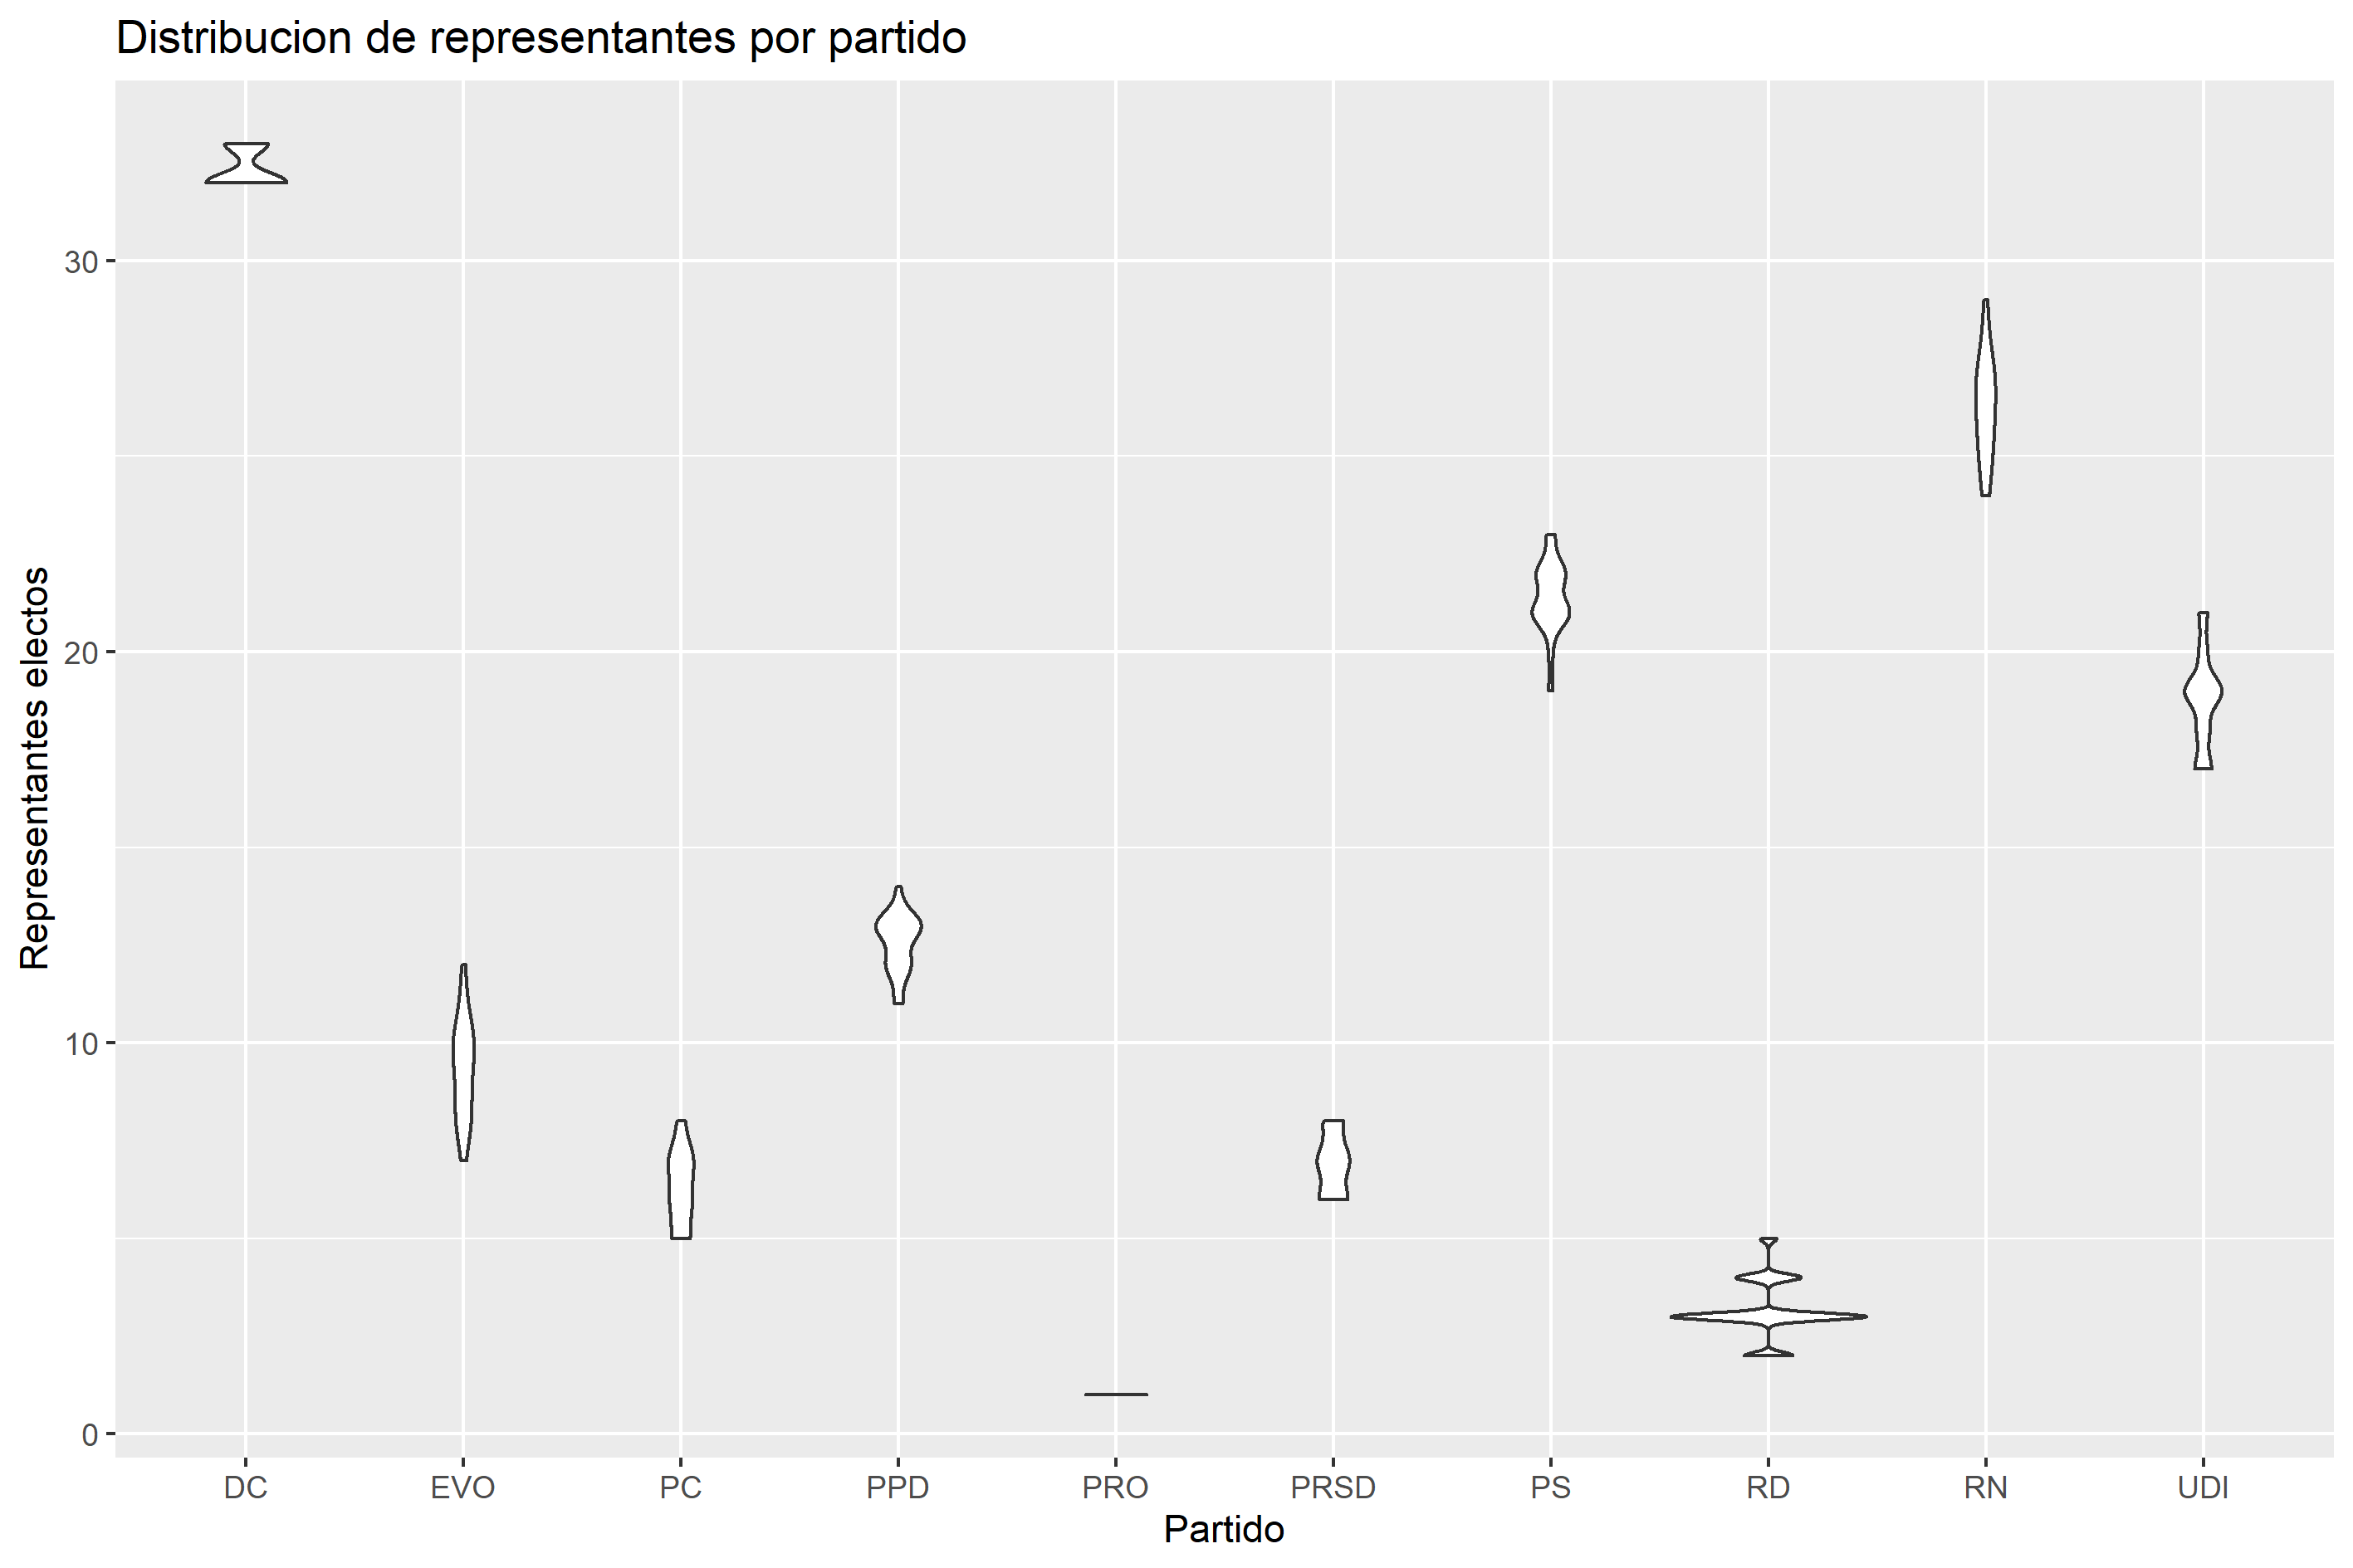 Distribucion de representantes por partido
Representantes electos
30
20
10
0
DC EVO PC PPD PRO PRSD PS RD RN UDI
Partido